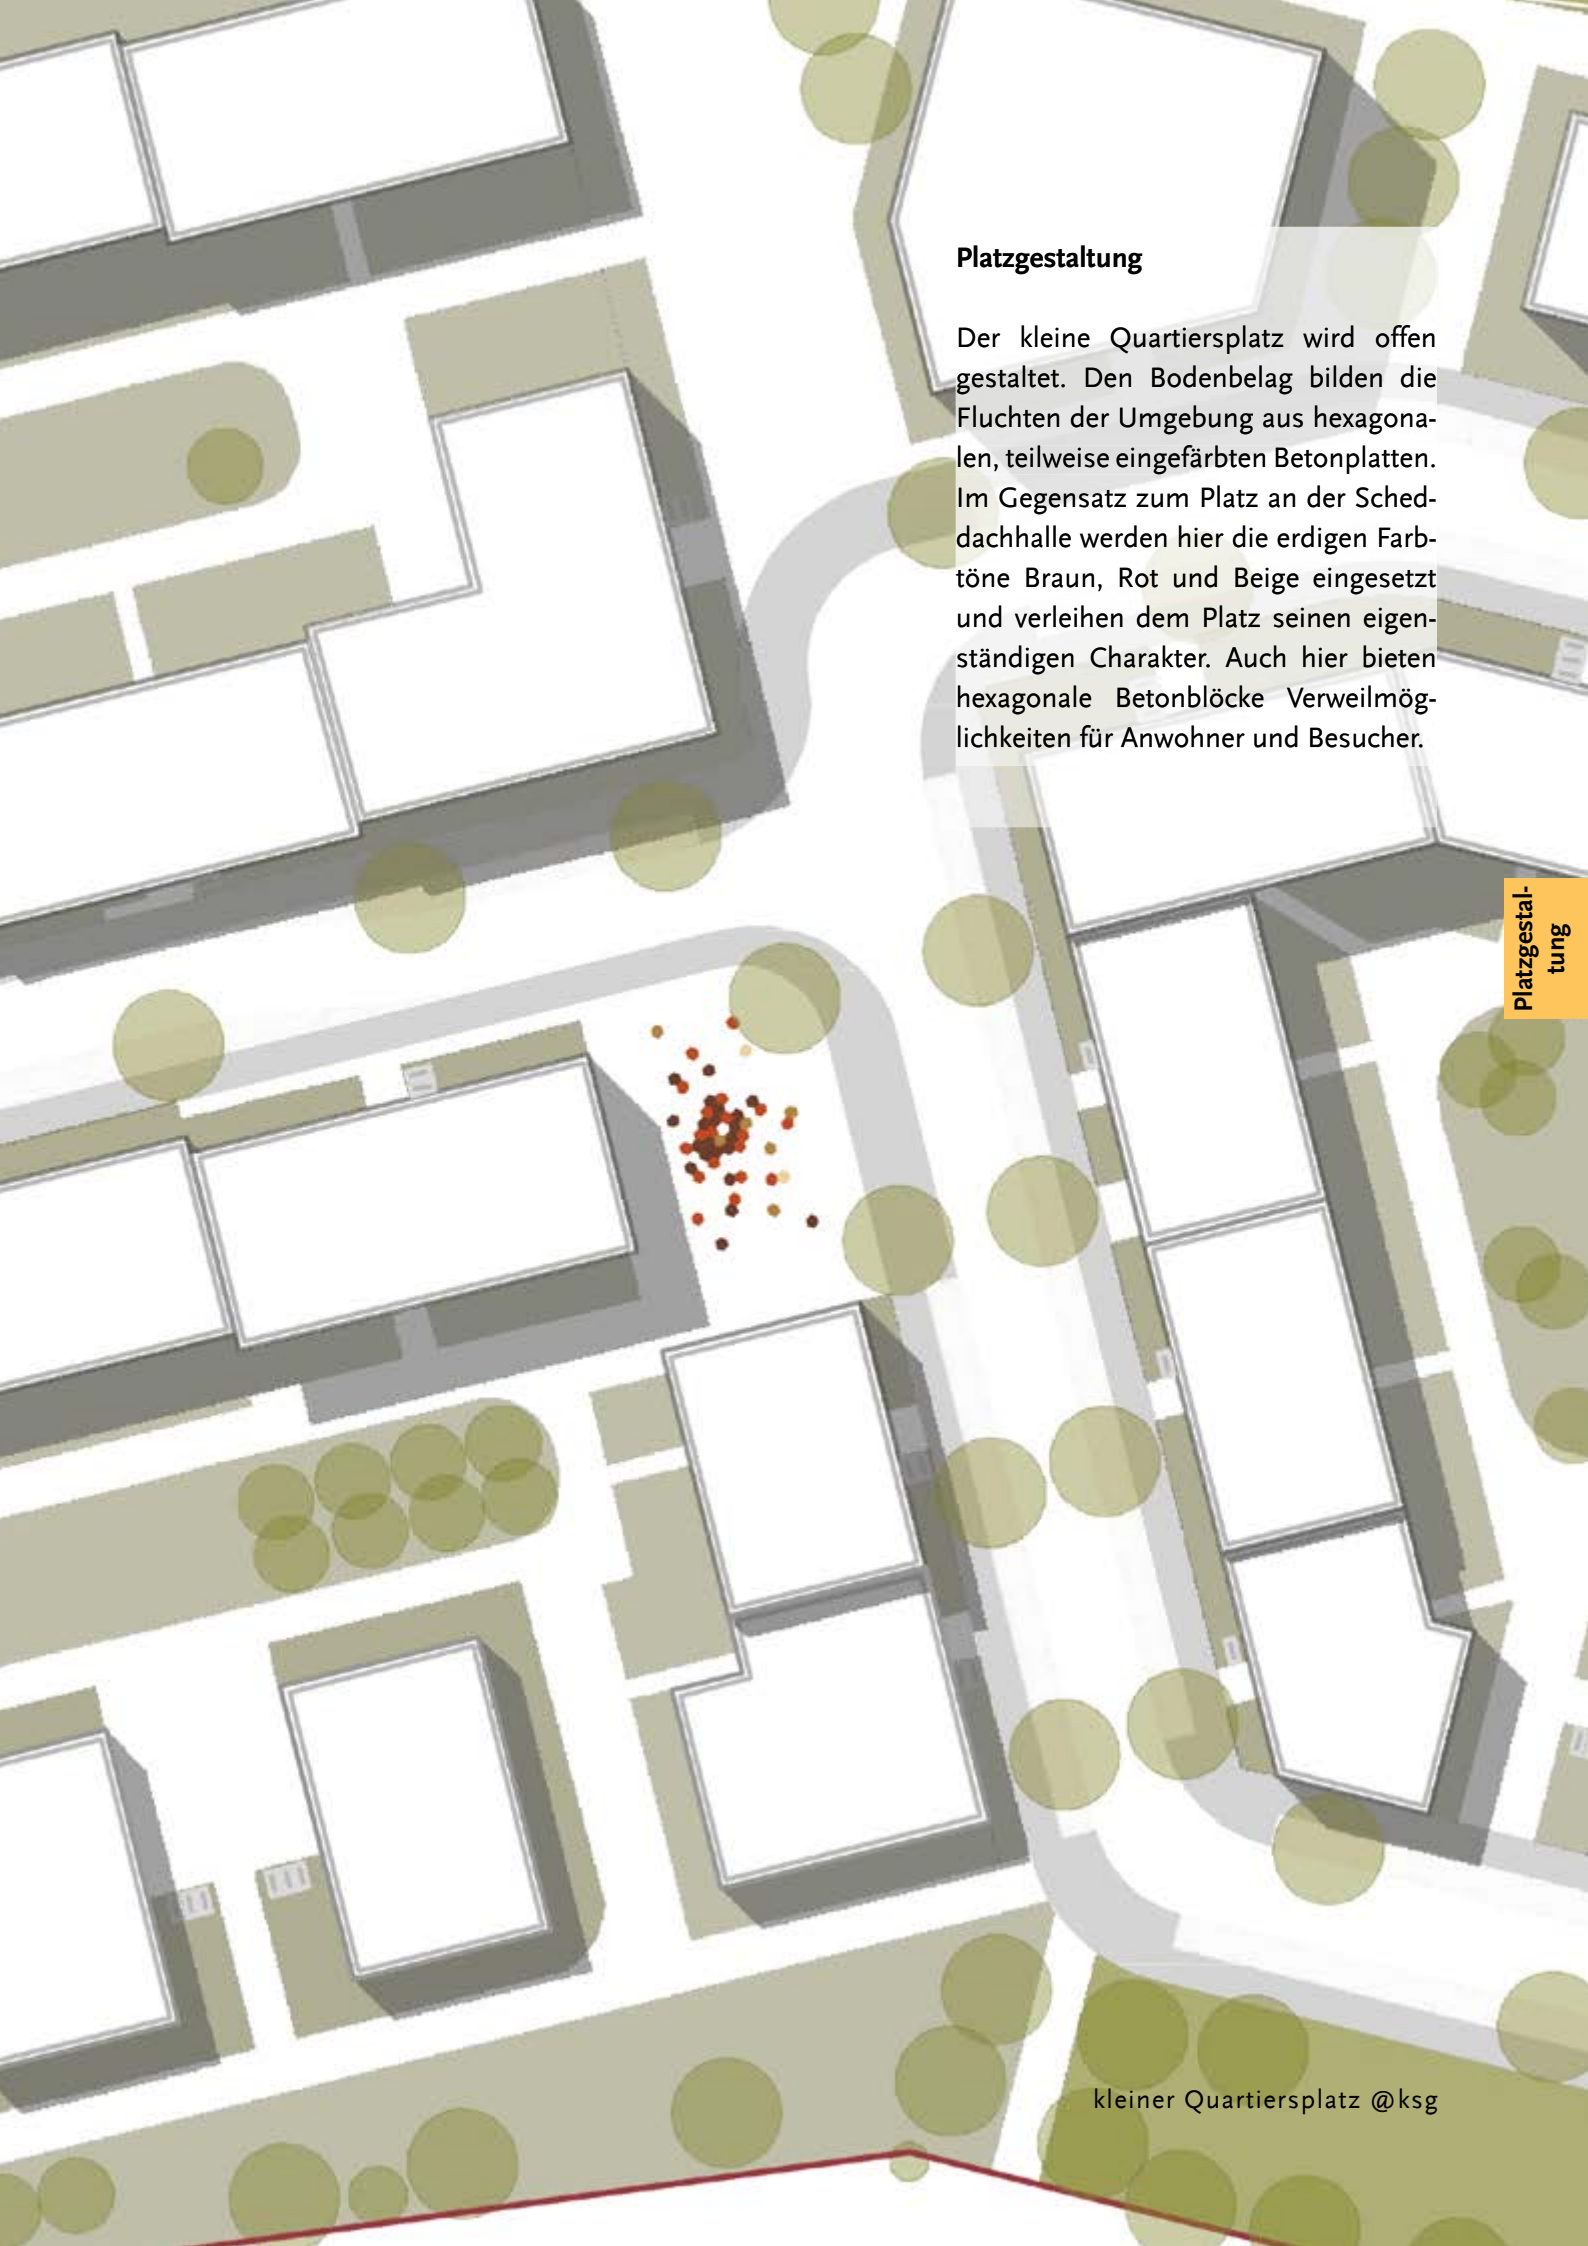 Platzgestaltung
Der kleine Quartiersplatz wird offen
gestaltet. Den Bodenbelag bilden die
Fluchten der Umgebung aus hexagona-
len, teilweise eingefärbten Betonplatten.
Im Gegensatz zum Platz an der Sched-
dachhalle werden hier die erdigen Farb-
töne Braun, Rot und Beige eingesetzt
und verleihen dem Platz seinen eigen-
ständigen Charakter. Auch hier bieten
hexagonale Betonblöcke Verweilmög-
lichkeiten für Anwohner und Besucher.
Platzgestal-
tung
kleiner Quartiersplatz @ksg